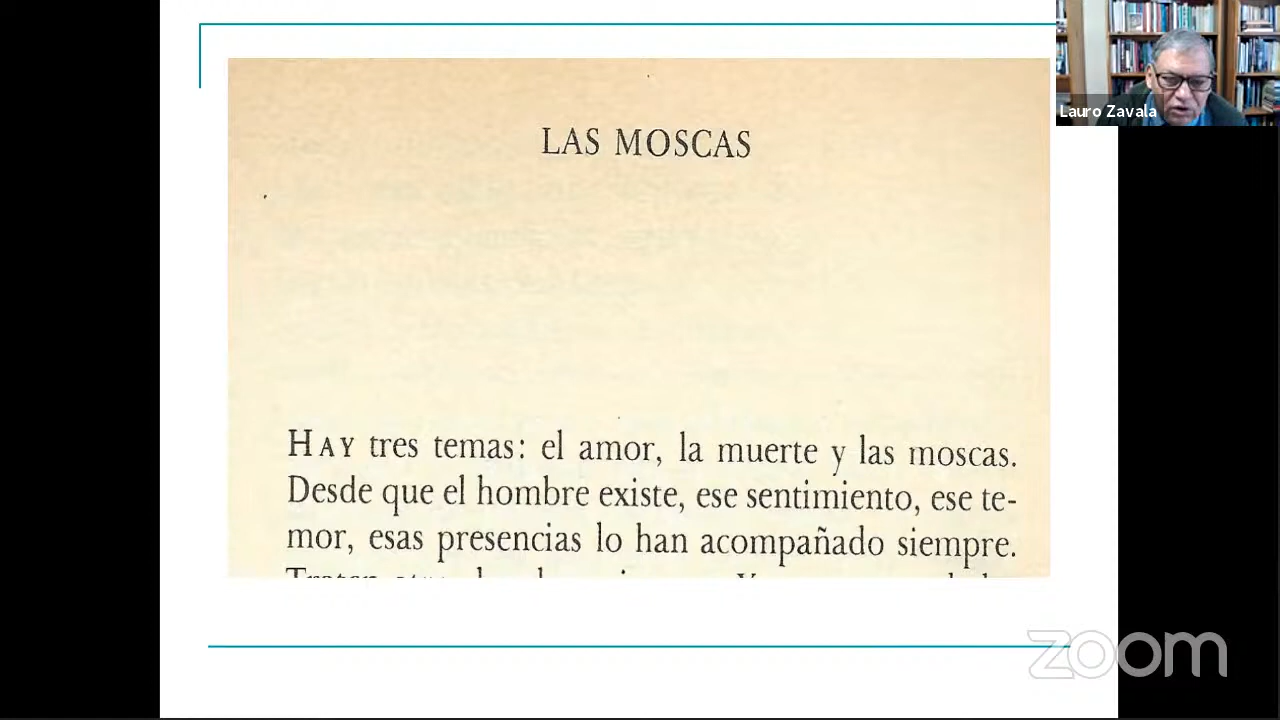 LAS MOSCAS
Lauro Zavala
HAY tres temas: el amor, la muerte y las moscas.
Desde que el hombre existe, ese sentimiento, ese te-
mor, esas presencias lo han acompañado siempre.
zoom